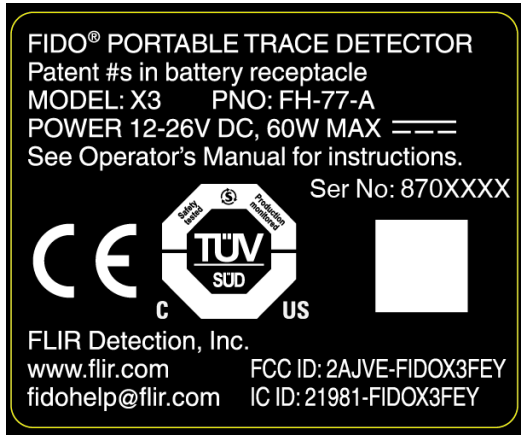 FIDO® PORTABLE TRACE DETECTOR
Patent #s in battery receptacle
MODEL: X3 PNO: FH-77-A
POWER 12-26V DC, 60W MAX
See Operator's Manual for instructions.
Ser No: 870XXXX
CE
Safety tested
S
Production monitored
TÜV
SÜD
C US
FLIR Detection, Inc.
www.flir.com FCC ID: 2AJVE-FIDOX3FEY
fidohelp@flir.com IC ID: 21981-FIDOX3FEY